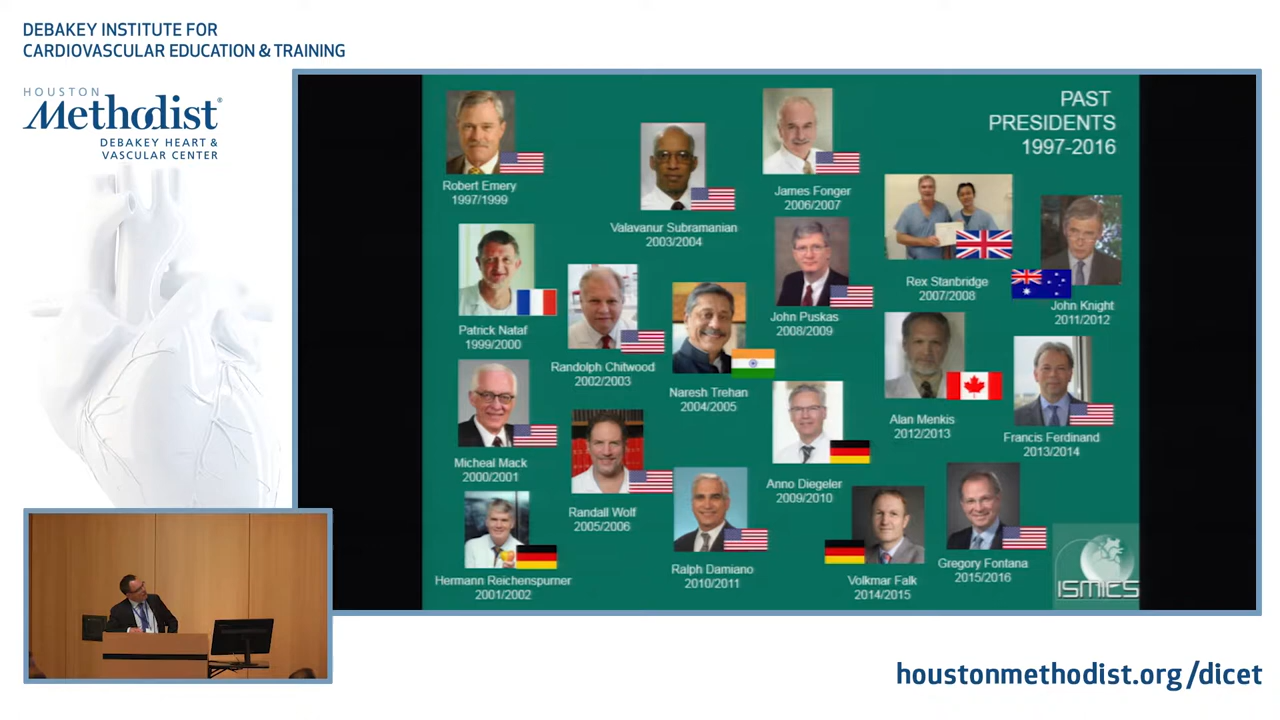 DEBAKEY INSTITUTE FOR
CARDIOVASCULAR EDUCATION & TRAINING
HOUSTON
Methodist®
DEBAKEY HEART &
VASCULAR CENTER
PAST
PRESIDENTS
1997-2016
Robert Emery
1997/1999
Valavanur Subramanian
2003/2004
James Fonger
2006/2007
Rex Stanbridge
2007/2008
John Knight
2011/2012
Patrick Nataf
1999/2000
Randolph Chitwood
2002/2003
Naresh Trehan
2004/2005
John Puskas
2008/2009
Alan Menkis
2012/2013
Francis Ferdinand
2013/2014
Micheal Mack
2000/2001
Randall Wolf
2005/2006
Anno Diegeler
2009/2010
Hermann Reichenspurner
2001/2002
Ralph Damiano
2010/2011
Volkmar Falk
2014/2015
Gregory Fontana
2015/2016
ISMICS
houstonmethodist.org/dicet